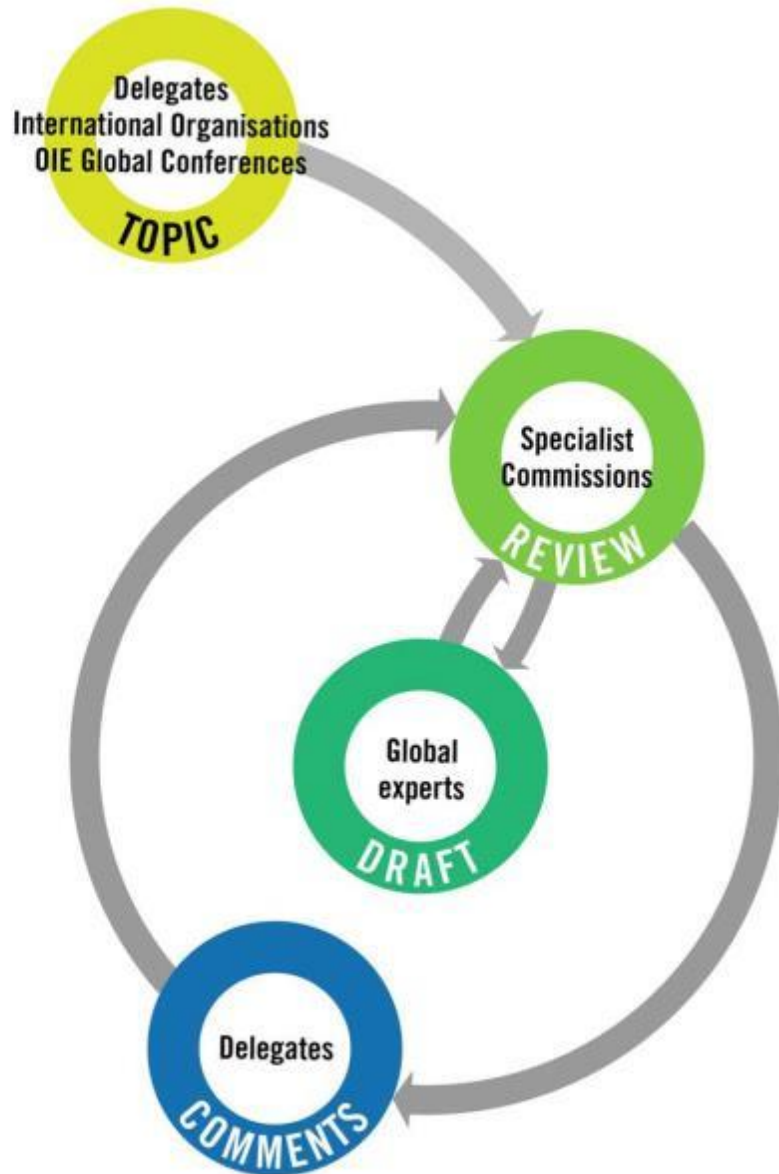 Delegates
International Organisations
OIE Global Conferences
TOPIC
Specialist
Commissions
REVIEW
Global
experts
DRAFT
Delegates
COMMENTS